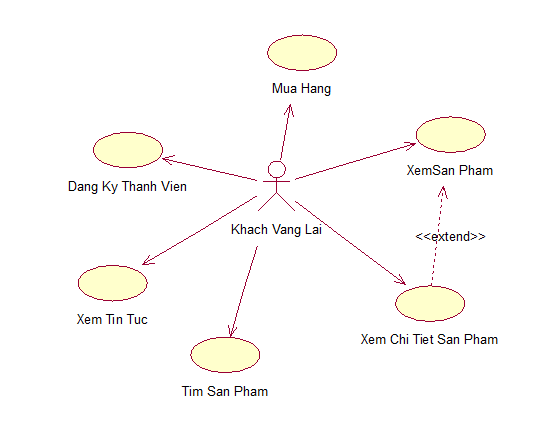 Mua Hang
XemSan Pham
Dang Ky Thanh Vien
Khach Vang Lai
<<extend>>
Xem Tin Tuc
Xem Chi Tiet San Pham
Tim San Pham